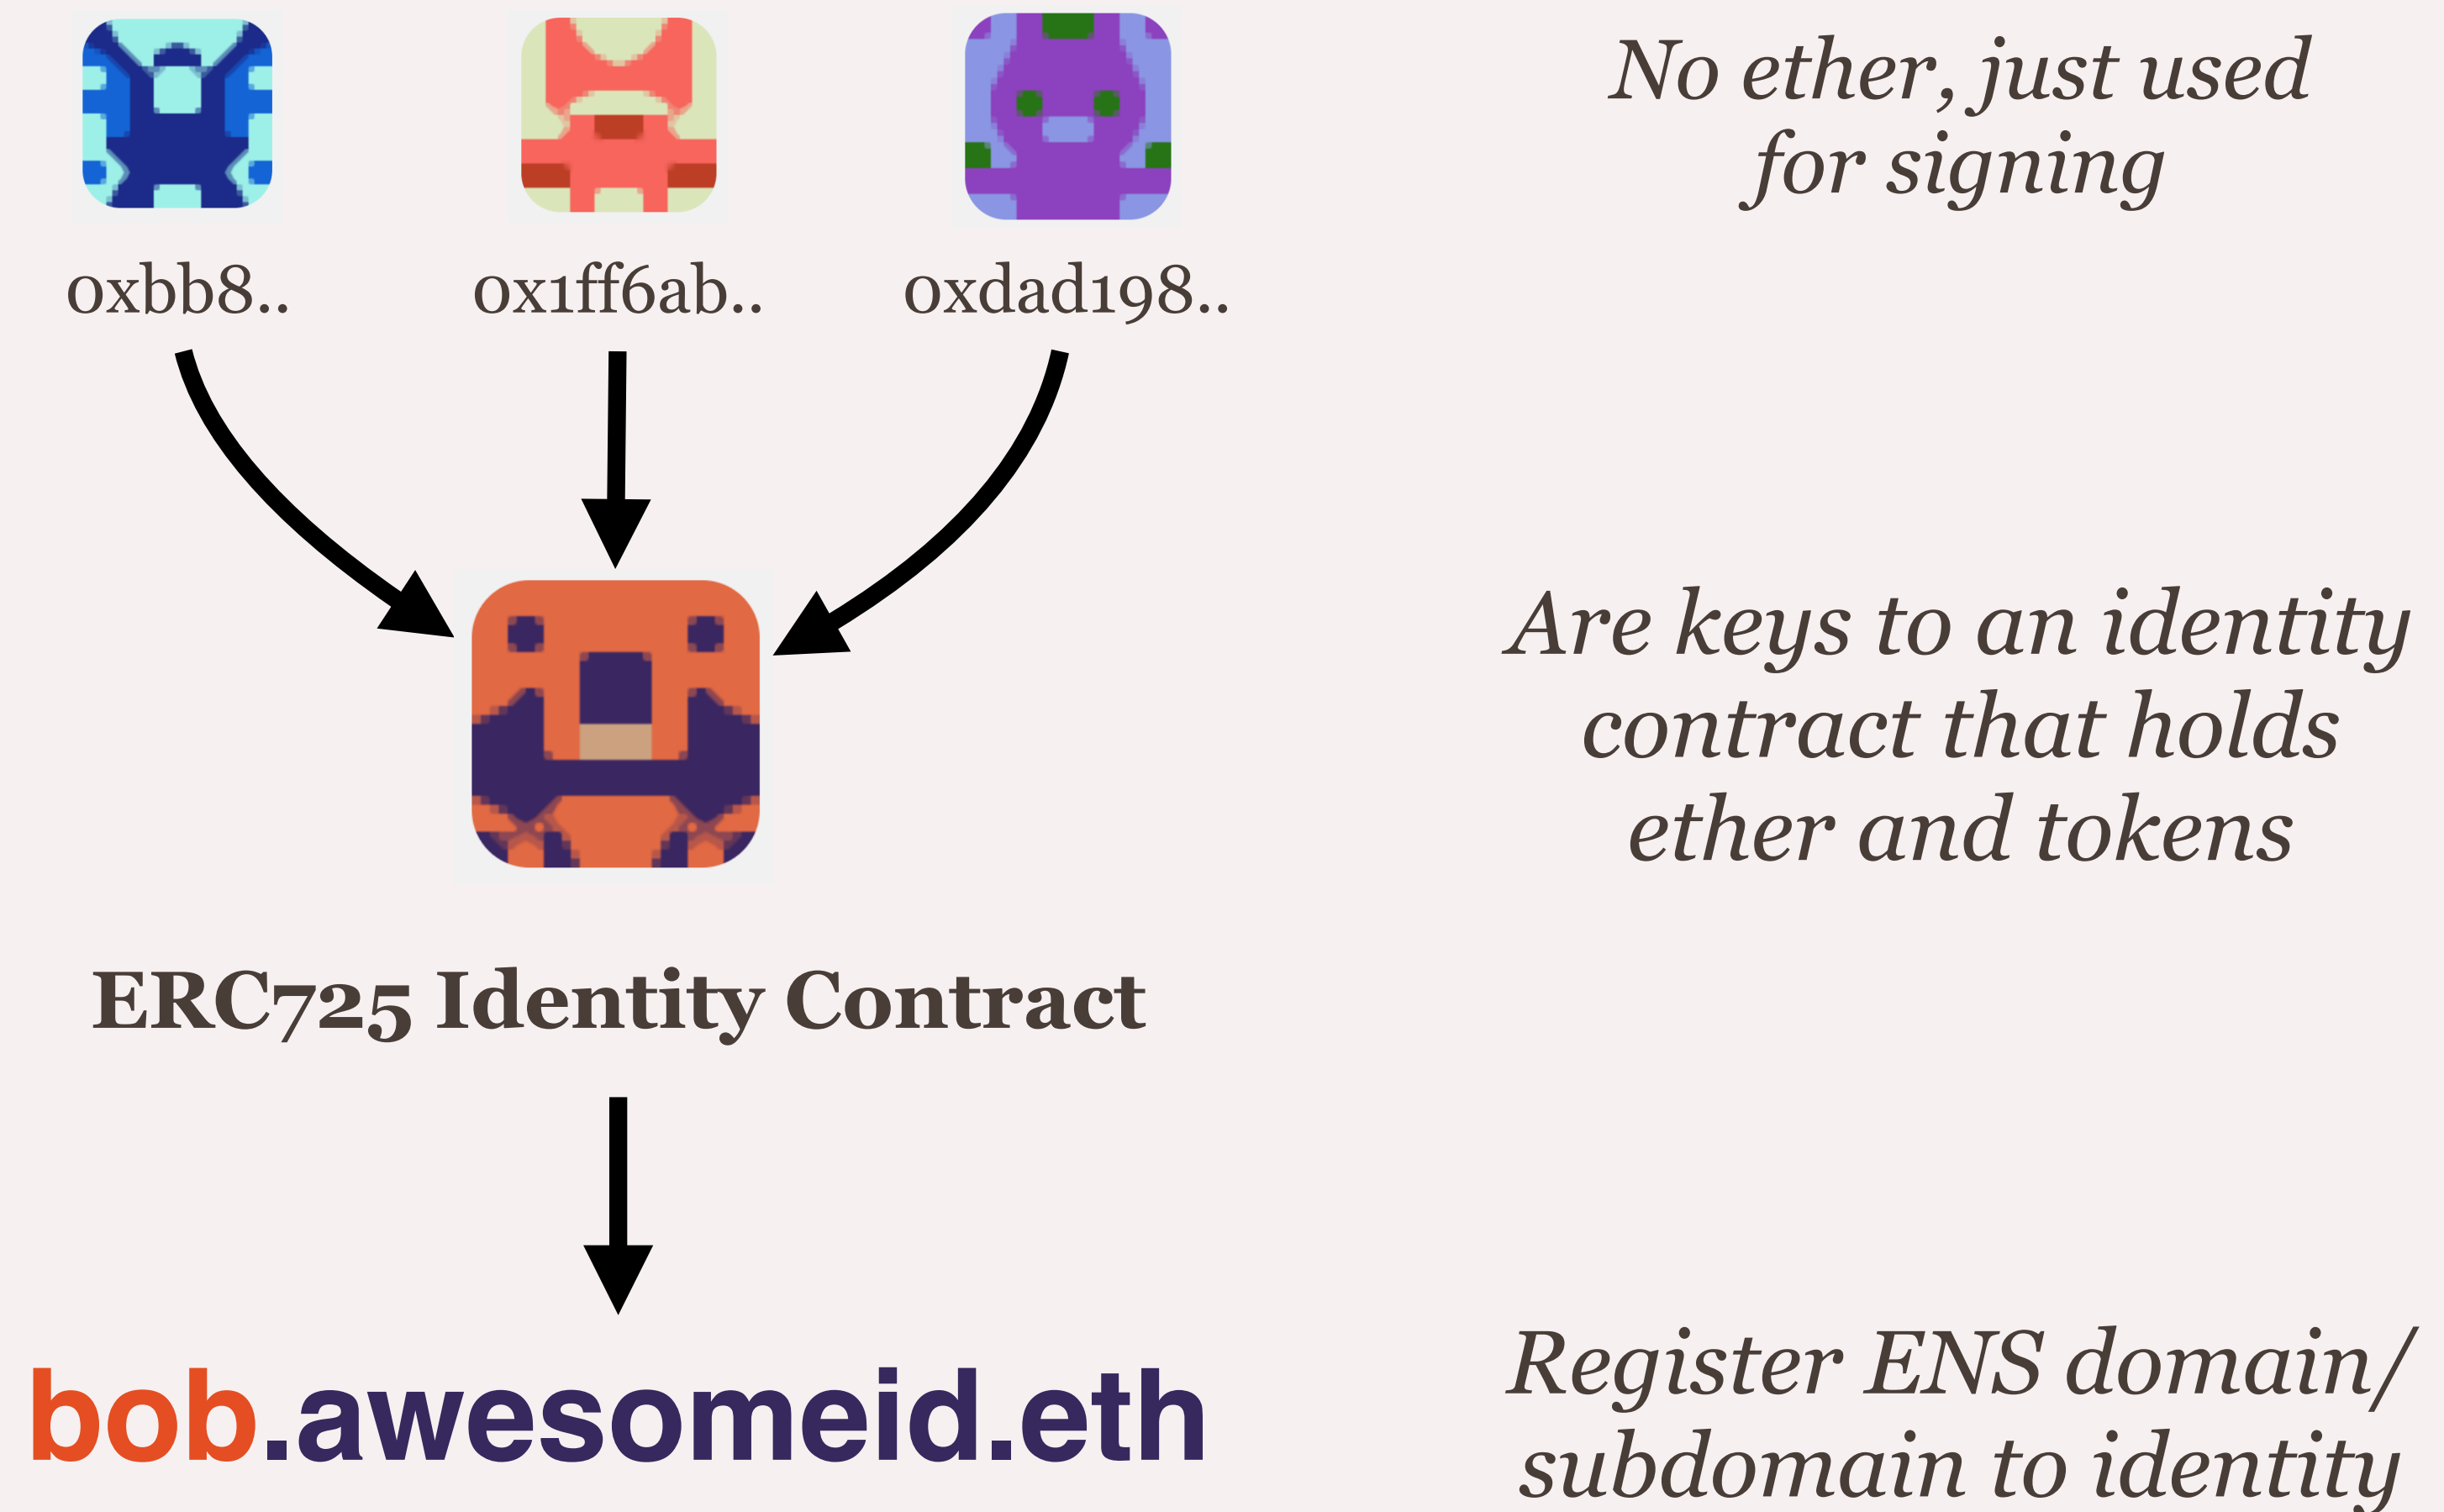 No ether, just used
for signing
0xbb8..
0x1ff6ab..
0xdad198..
Are keys to an identity
contract that holds
ether and tokens
ERC725 Identity Contract
bob.awesomeid.eth
Register ENS domain/
subdomain to identity